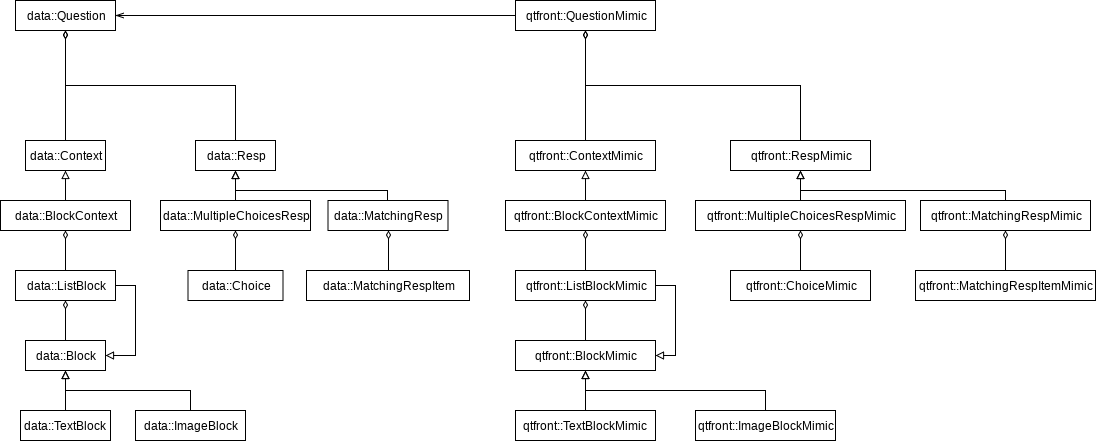 data::Question
qtfront::QuestionMimic
data::Context
data::Resp
qtfront::ContextMimic
qtfront::RespMimic
data::BlockContext
data::MultipleChoicesResp
data::MatchingResp
qtfront::BlockContextMimic
qtfront::MultipleChoicesRespMimic
qtfront::MatchingRespMimic
data::ListBlock
data::Choice
data::MatchingRespItem
qtfront::ListBlockMimic
qtfront::ChoiceMimic
qtfront::MatchingRespItemMimic
data::Block
qtfront::BlockMimic
data::TextBlock
data::ImageBlock
qtfront::TextBlockMimic
qtfront::ImageBlockMimic